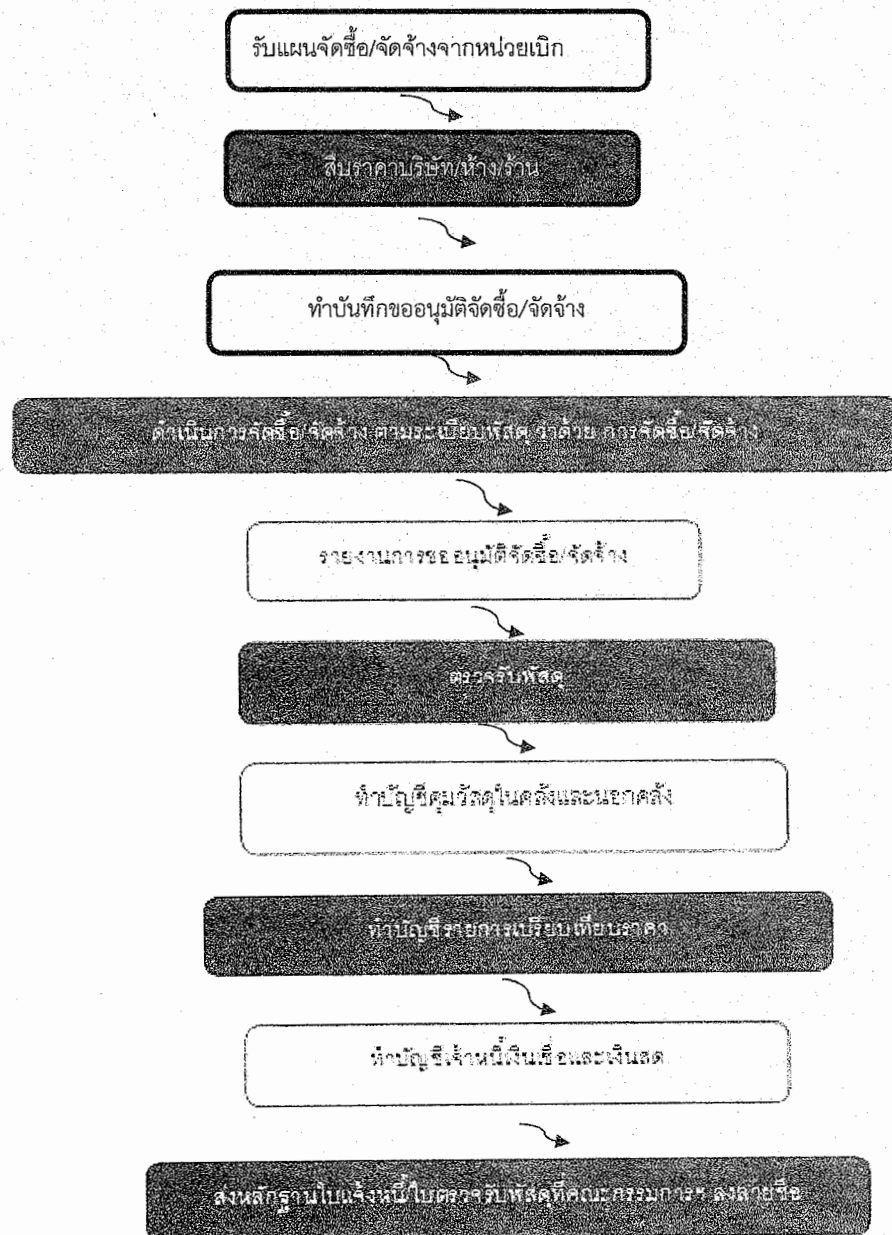 รับแผนจัดซื้อ/จัดจ้างจากหน่วยเบิก
สืบราคาบริษัท/ห้าง/ร้าน
ทำบันทึกขออนุมัติจัดซื้อ/จัดจ้าง
ดำเนินการจัดซื้อ/จัดจ้าง ตามระเบียบพัสดุ ว่าด้วย การจัดซื้อ/จัดจ้าง
รายงานการขออนุมัติจัดซื้อ/จัดจ้าง
ตรวจรับพัสดุ
ทำบัญชีคุมวัสดุในคลังและนอกคลัง
ทำบัญชีรายการเปรียบเทียบราคา
ทำบัญชีเจ้าหนี้เงินเชื่อและเงินสด
ส่งหลักฐานใบแจ้งหนี้/ใบตรวจรับพัสดุที่คณะกรรมการฯ ลงลายชื่อ